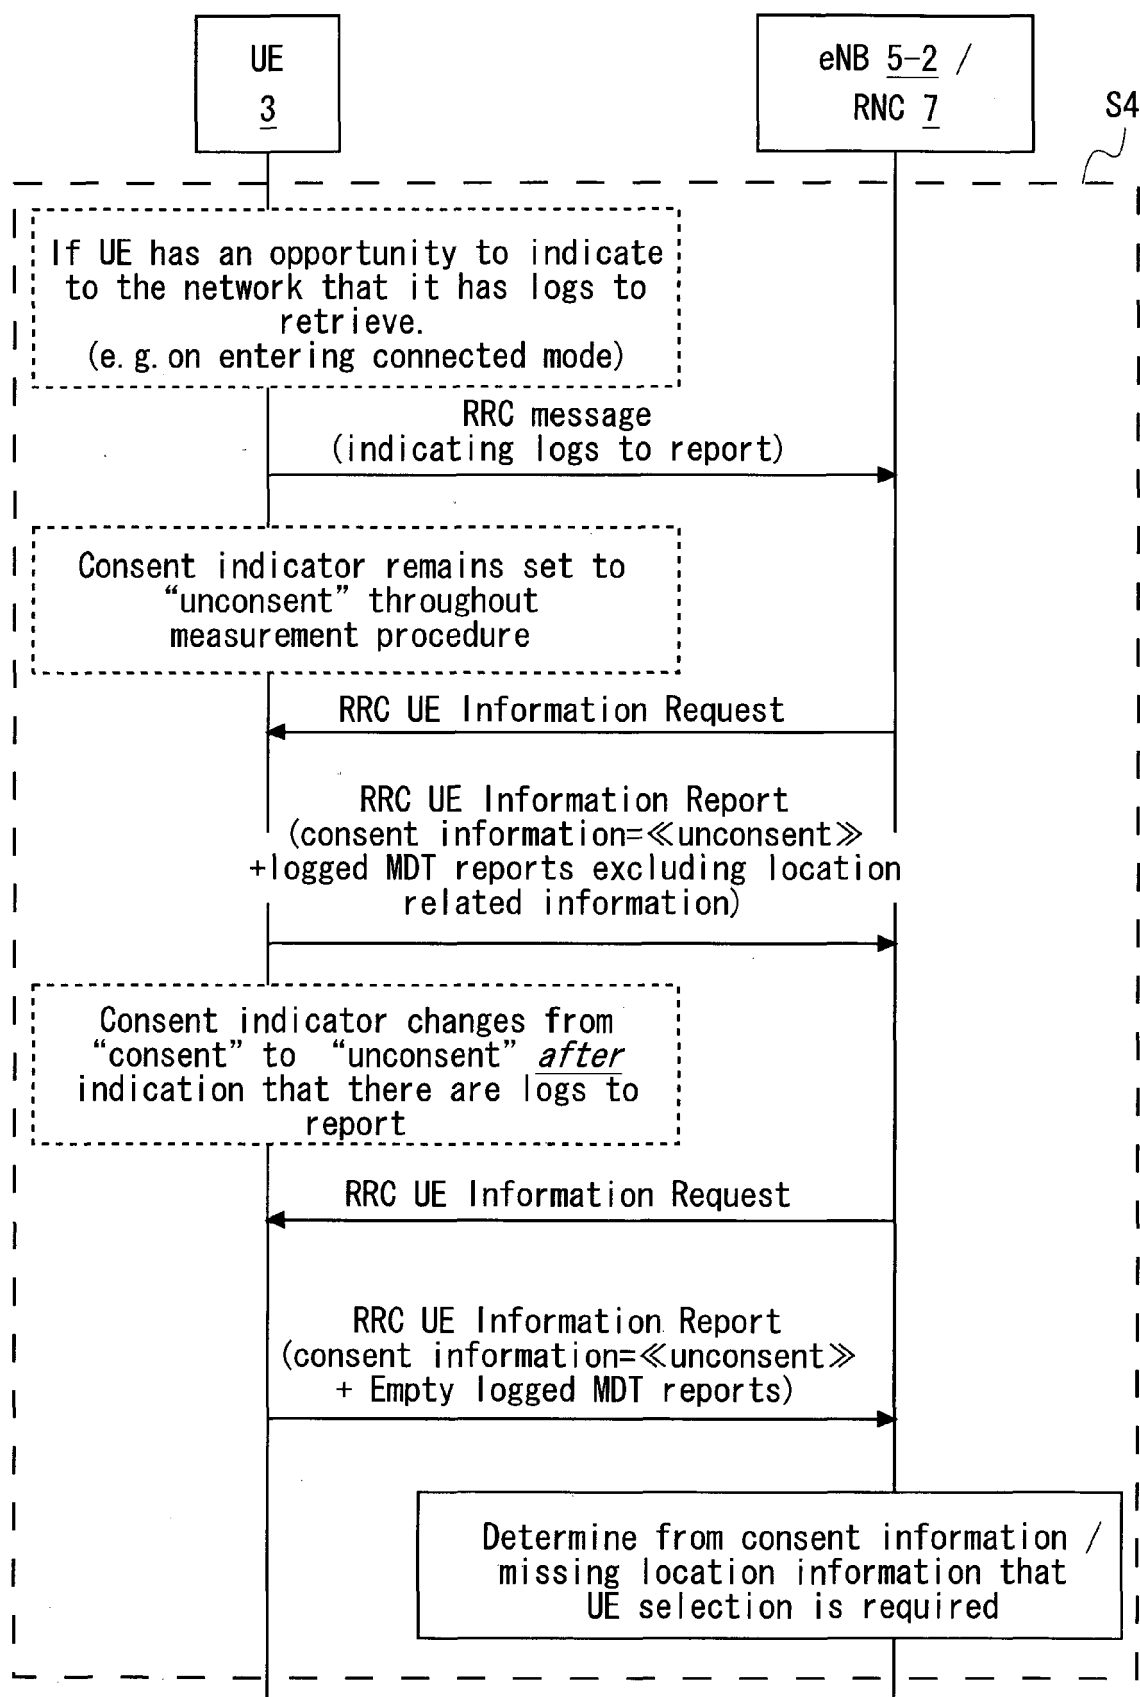 UE
3
eNB 5-2 /
RNC 7
S4
If UE has an opportunity to indicate
to the network that it has logs to
retrieve.
(e.g. on entering connected mode)
RRC message
(indicating logs to report)
Consent indicator remains set to
“unconsent” throughout
measurement procedure
RRC UE Information Request
RRC UE Information Report
(consent information=≪unconsent≫
+logged MDT reports excluding location
related information)
Consent indicator changes from
“consent” to “unconsent” after
indication that there are logs to
report
RRC UE Information Request
RRC UE Information Report
(consent information=≪unconsent≫
+ Empty logged MDT reports)
Determine from consent information /
missing location information that
UE selection is required